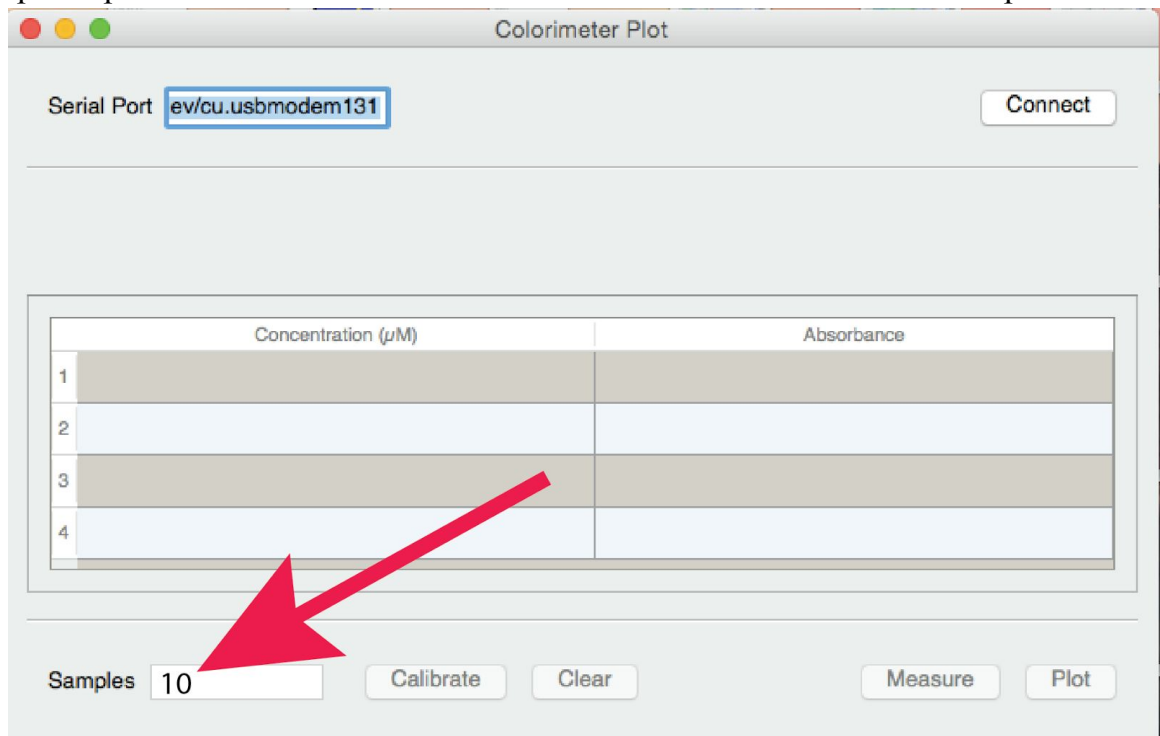 Colorimeter Plot
Serial Port ev/cu.usbmodem131 Connect
Concentration (μM) Absorbance
1
2
3
4
Samples 10 Calibrate Clear Measure Plot